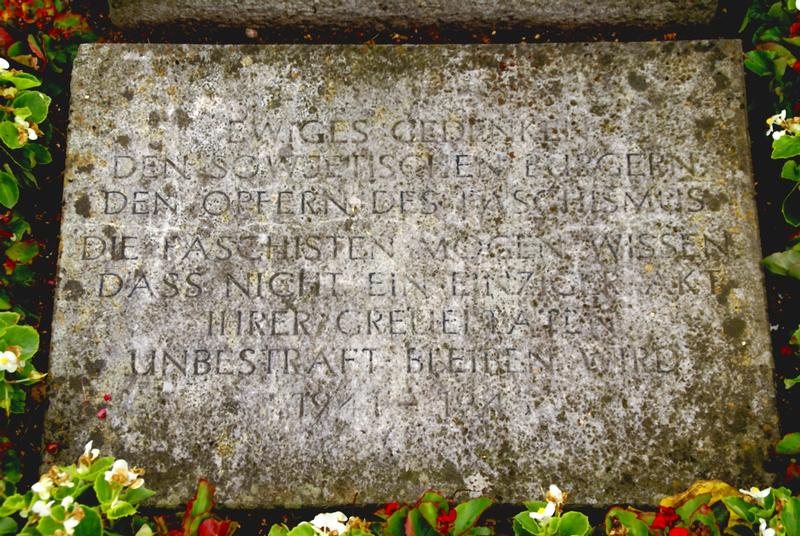 EWIGES GEDENKEN
DEN SOWJETISCHEN BÜRGERN
DEN OPFERN DES FASCHISMUS
DIE FASCHISTEN MÖGEN WISSEN
DASS NICHT EIN EINZIGER AKT
IHRER GREUELTATEN
UNBESTRAFT BLEIBEN WIRD
1941 –